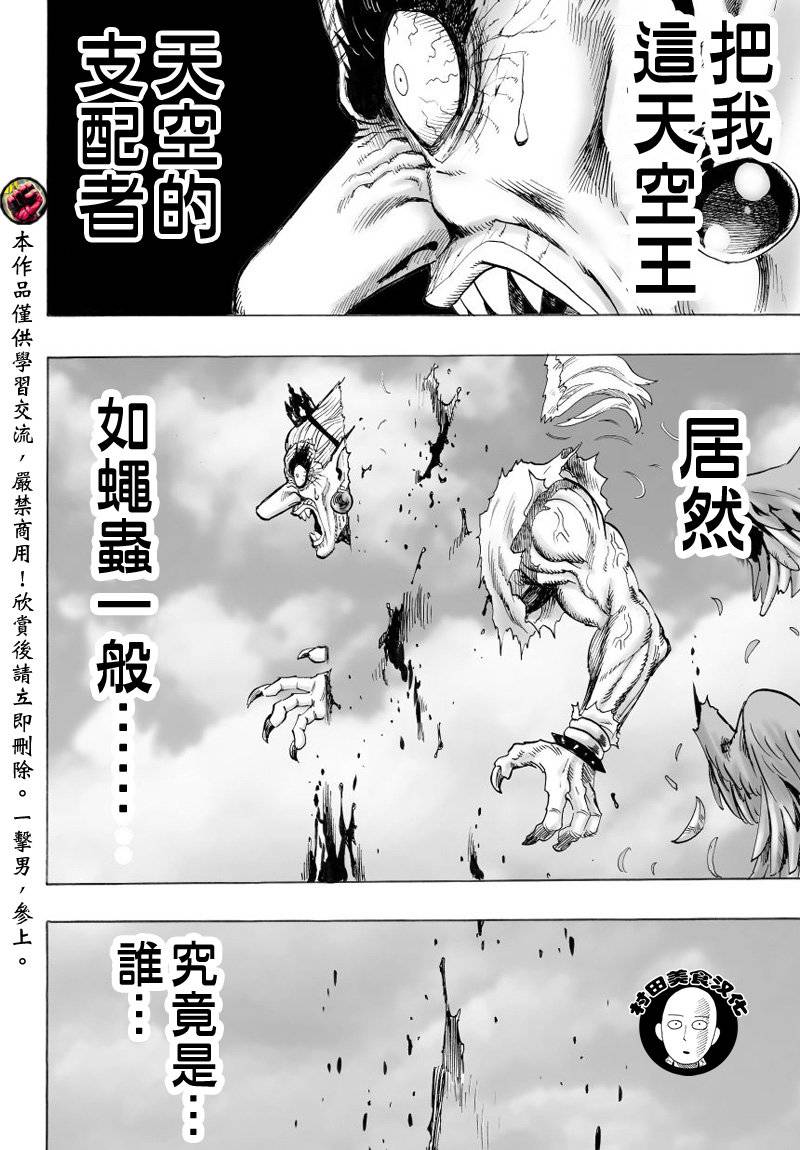 把我
這天空王
天空的
支配者
居然
如蠅蟲一般………
究竟是…
誰…
村田美食汉化
本作品僅供學習交流，嚴禁商用！欣賞後請立即刪除。一擊男，參上。